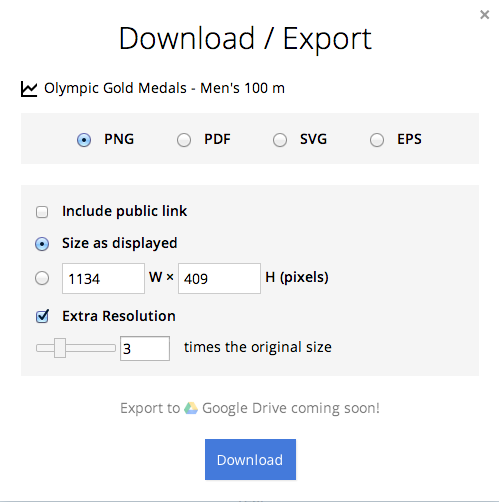 Download / Export
Olympic Gold Medals - Men's 100 m
PNG PDF SVG EPS
Include public link
Size as displayed
1134 W × 409 H (pixels)
Extra Resolution
3 times the original size
Export to Google Drive coming soon!
Download